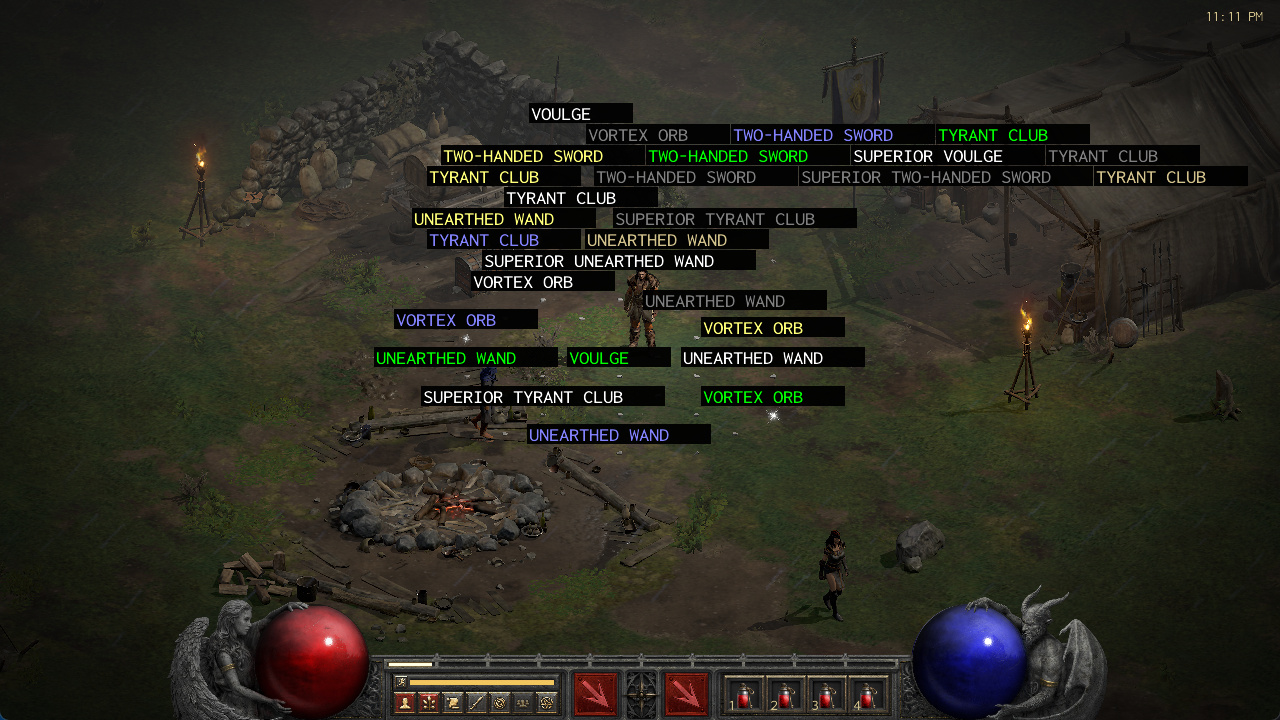 11:11 PM
VOULGE
VORTEX ORB TWO-HANDED SWORD TYRANT CLUB
TWO-HANDED SWORD TWO-HANDED SWORD SUPERIOR VOULGE TYRANT CLUB
TYRANT CLUB TWO-HANDED SWORD SUPERIOR TWO-HANDED SWORD TYRANT CLUB
TYRANT CLUB
UNEARTHED WAND SUPERIOR TYRANT CLUB
TYRANT CLUB UNEARTHED WAND
SUPERIOR UNEARTHED WAND
VORTEX ORB
UNEARTHED WAND
VORTEX ORB
VORTEX ORB
UNEARTHED WAND VOULGE UNEARTHED WAND
SUPERIOR TYRANT CLUB VORTEX ORB
UNEARTHED WAND
1 2 3 4